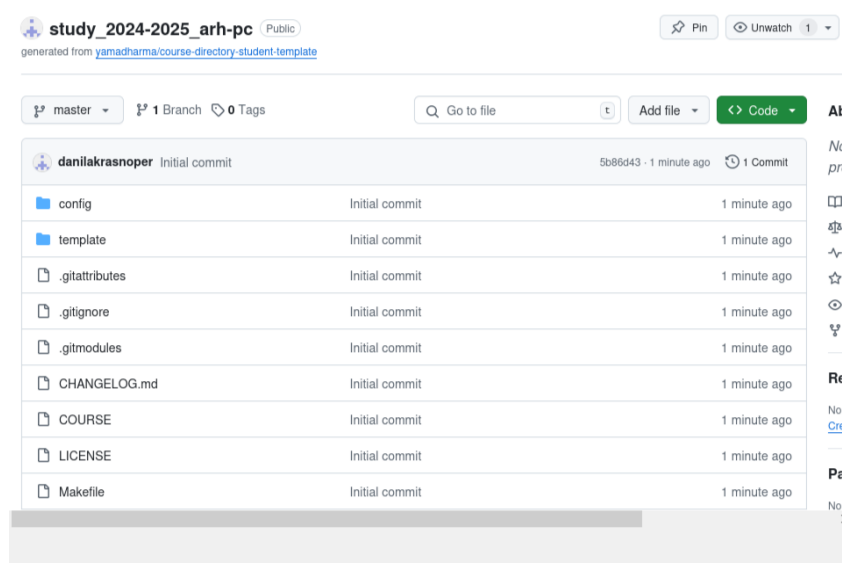 study_2024-2025_arh-pc Public Pin Unwatch 1
generated from yamadharma/course-directory-student-template
master 1 Branch 0 Tags Go to file t Add file Code
danilakrasnoper Initial commit 5b86d43 · 1 minute ago 1 Commit
config Initial commit 1 minute ago
template Initial commit 1 minute ago
.gitattributes Initial commit 1 minute ago
.gitignore Initial commit 1 minute ago
.gitmodules Initial commit 1 minute ago
CHANGELOG.md Initial commit 1 minute ago
COURSE Initial commit 1 minute ago
LICENSE Initial commit 1 minute ago
Makefile Initial commit 1 minute ago